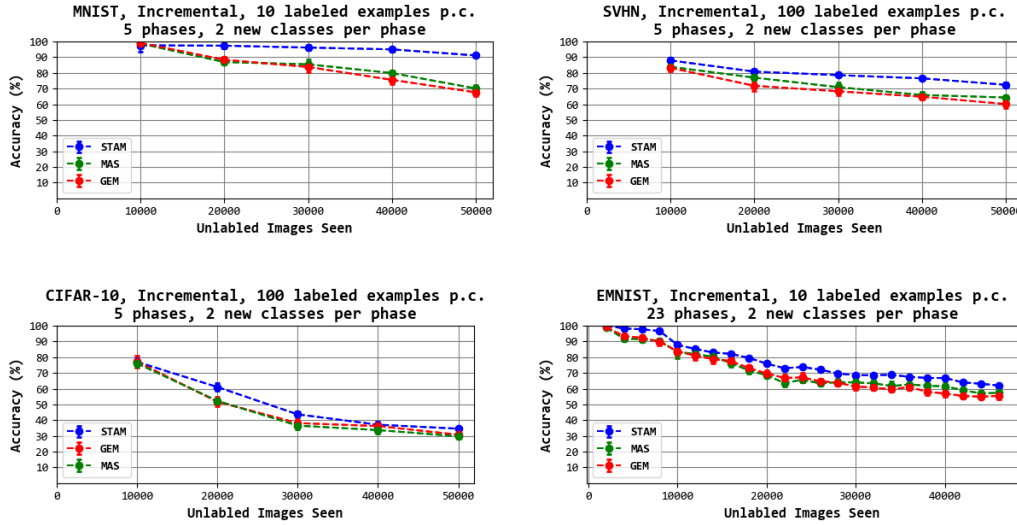 MNIST, Incremental, 10 labeled examples p.c.
5 phases, 2 new classes per phase
100
90
80
70
60
50
40
30
20
10
Accuracy (%)
STAM
MAS
GEM
0
10000
20000
30000
40000
50000
Unlabled Images Seen
SVHN, Incremental, 100 labeled examples p.c.
5 phases, 2 new classes per phase
100
90
80
70
60
50
40
30
20
10
Accuracy (%)
STAM
MAS
GEM
0
10000
20000
30000
40000
50000
Unlabled Images Seen
CIFAR-10, Incremental, 100 labeled examples p.c.
5 phases, 2 new classes per phase
100
90
80
70
60
50
40
30
20
10
Accuracy (%)
STAM
GEM
MAS
0
10000
20000
30000
40000
50000
Unlabled Images Seen
EMNIST, Incremental, 10 labeled examples p.c.
23 phases, 2 new classes per phase
100
90
80
70
60
50
40
30
20
10
Accuracy (%)
STAM
MAS
GEM
0
10000
20000
30000
40000
Unlabled Images Seen